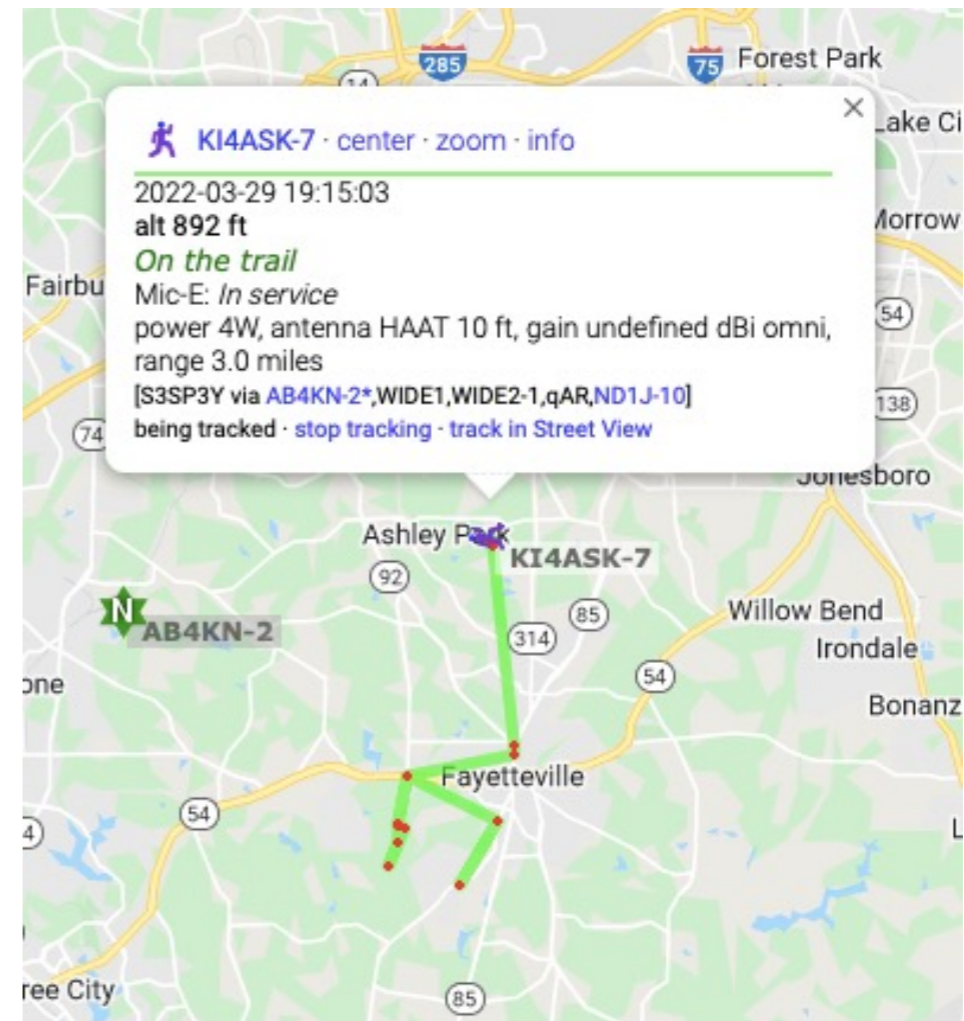 285
75
Forest Park
14
Lake Ci
KI4ASK-7 · center · zoom · info
×
2022-03-29 19:15:03
alt 892 ft
On the trail
Mic-E: In service
power 4W, antenna HAAT 10 ft, gain undefined dBi omni,
range 3.0 miles
[S3SP3Y via AB4KN-2*,WIDE1,WIDE2-1,qAR,ND1J-10]
being tracked · stop tracking · track in Street View
Morrow
Fairbu
54
138
74
Jonesboro
Ashley Park
KI4ASK-7
92
85
N
AB4KN-2
314
Willow Bend
Irondale
54
one
Bonanz
Fayetteville
54
4
L
ree City
85